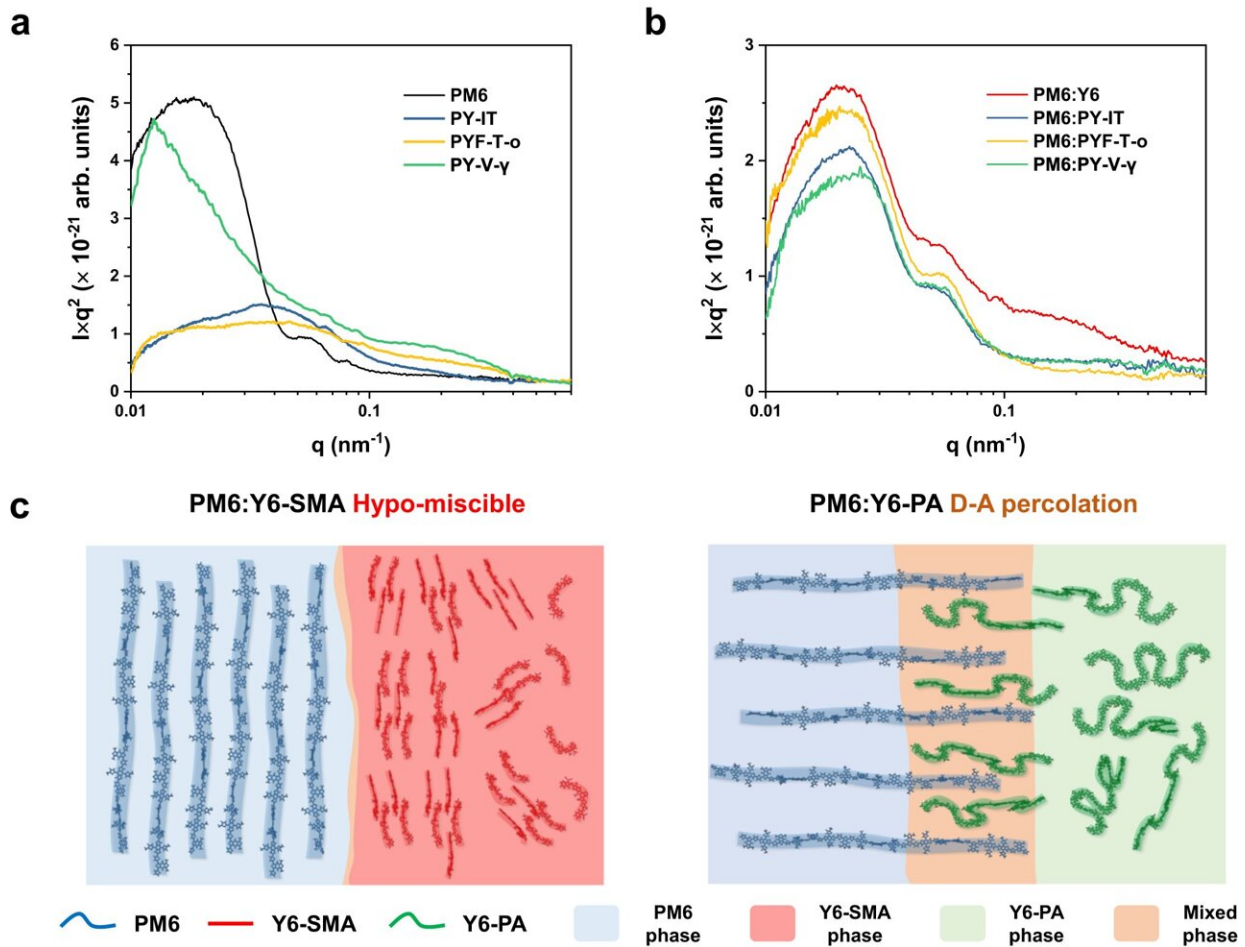 a
I×q² (× 10⁻²¹ arb. units)
6
5
4
3
2
1
0
PM6
PY-IT
PYF-T-o
PY-V-γ
0.01
0.1
q (nm⁻¹)
b
I×q² (× 10⁻²¹ arb. units)
3
2
1
0
PM6:Y6
PM6:PY-IT
PM6:PYF-T-o
PM6:PY-V-γ
0.01
0.1
q (nm⁻¹)
c
PM6:Y6-SMA Hypo-miscible
PM6:Y6-PA D-A percolation
PM6
Y6-SMA
Y6-PA
PM6
phase
Y6-SMA
phase
Y6-PA
phase
Mixed
phase